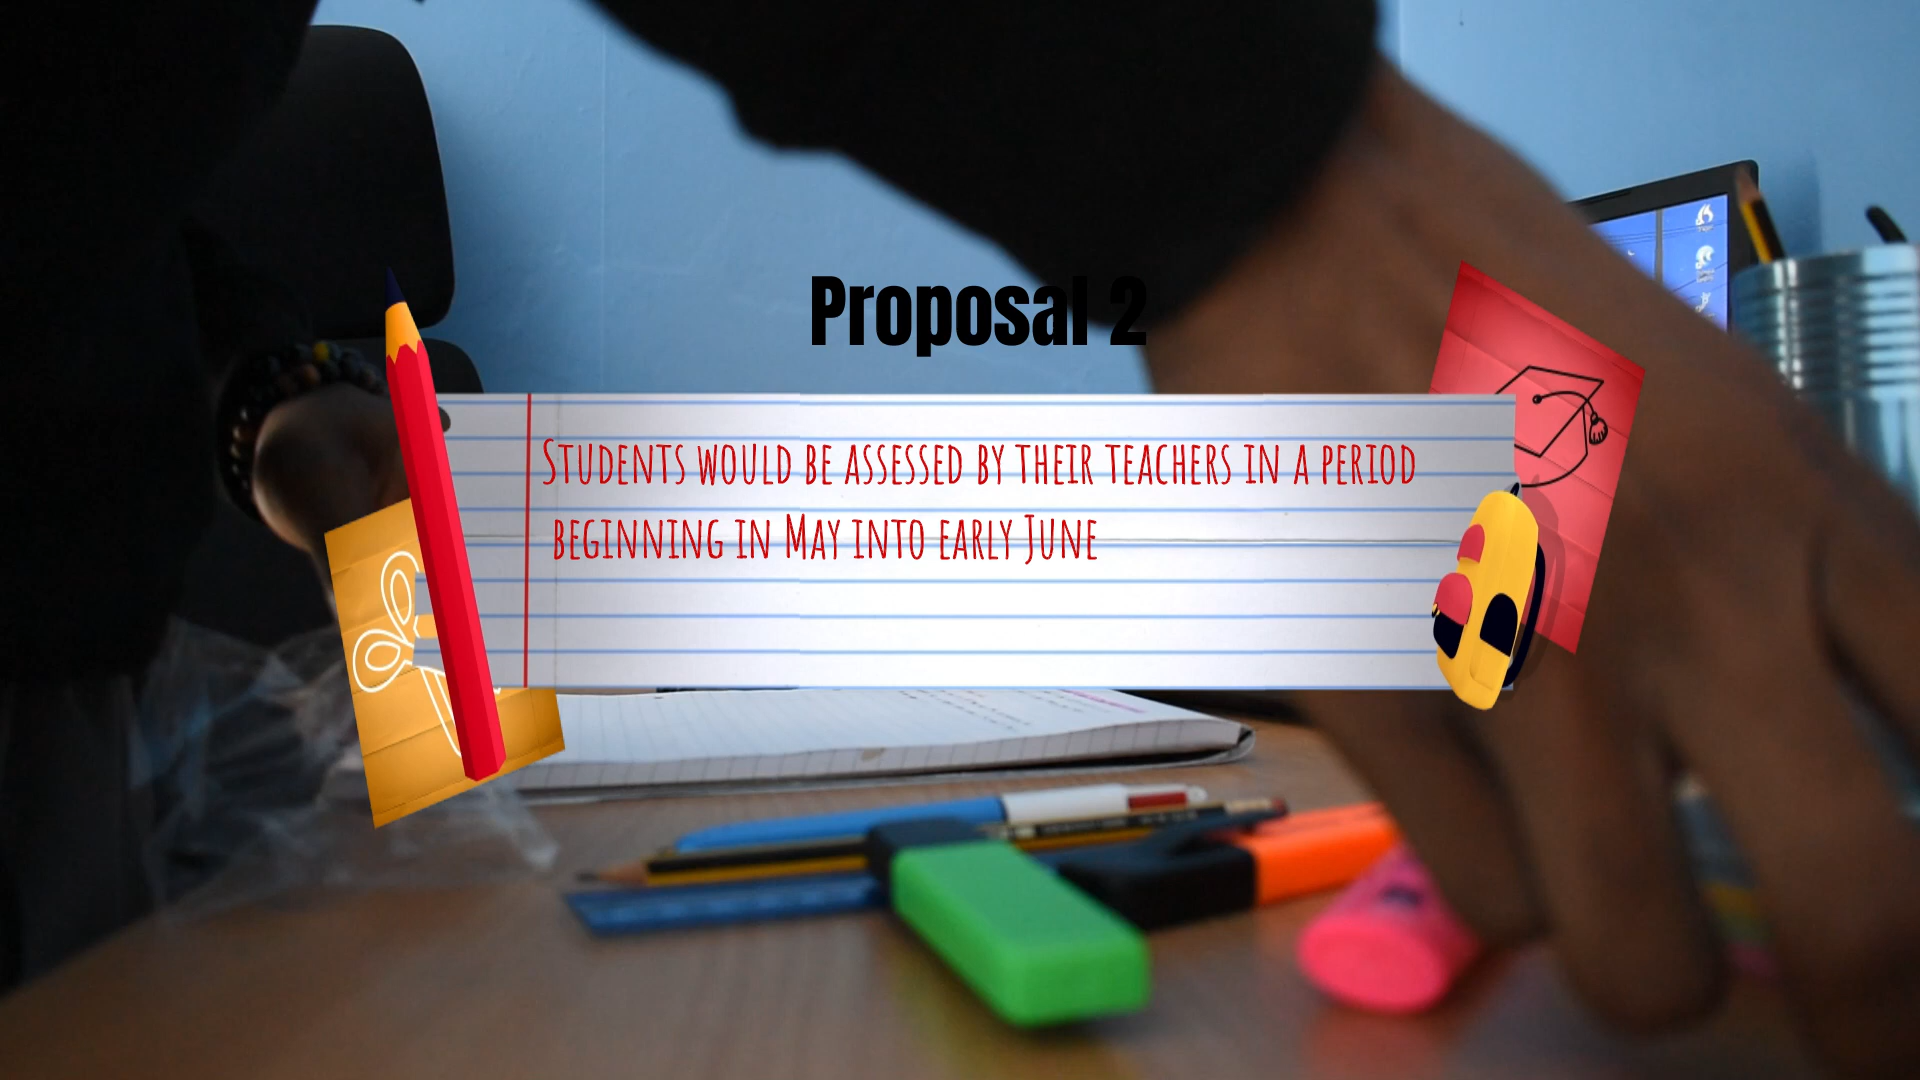 Proposal 2
Students would be assessed by their teachers in a period
beginning in May into early June